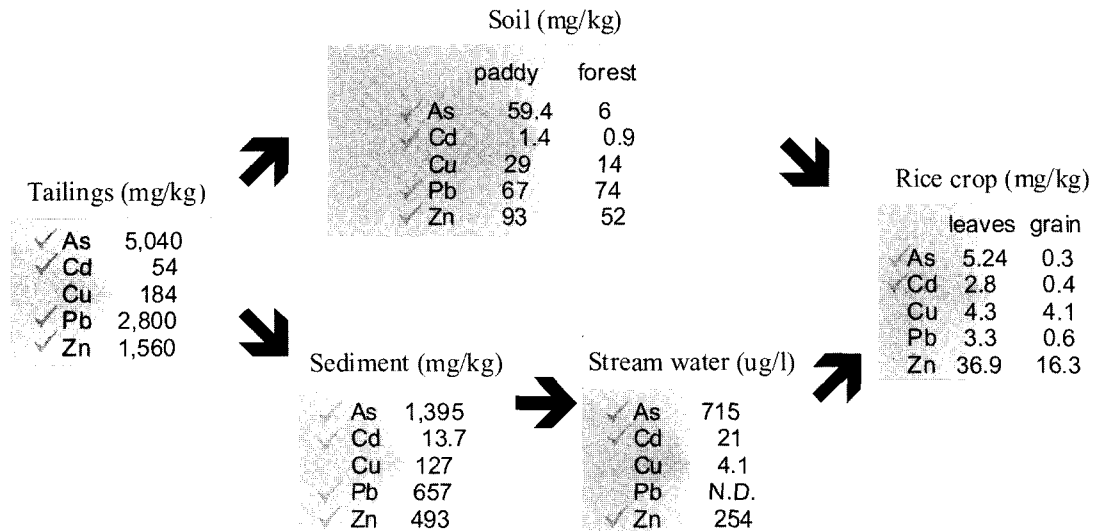 Soil (mg/kg)
paddy forest
✓ As 59.4 6
✓ Cd 1.4 0.9
Cu 29 14
✓ Pb 67 74
✓ Zn 93 52
Tailings (mg/kg)
✓ As 5,040
✓ Cd 54
Cu 184
✓ Pb 2,800
✓ Zn 1,560
Sediment (mg/kg)
✓ As 1,395
✓ Cd 13.7
Cu 127
✓ Pb 657
✓ Zn 493
Stream water (ug/l)
✓ As 715
✓ Cd 21
Cu 4.1
Pb N.D.
✓ Zn 254
Rice crop (mg/kg)
leaves grain
✓ As 5.24 0.3
✓ Cd 2.8 0.4
Cu 4.3 4.1
Pb 3.3 0.6
Zn 36.9 16.3